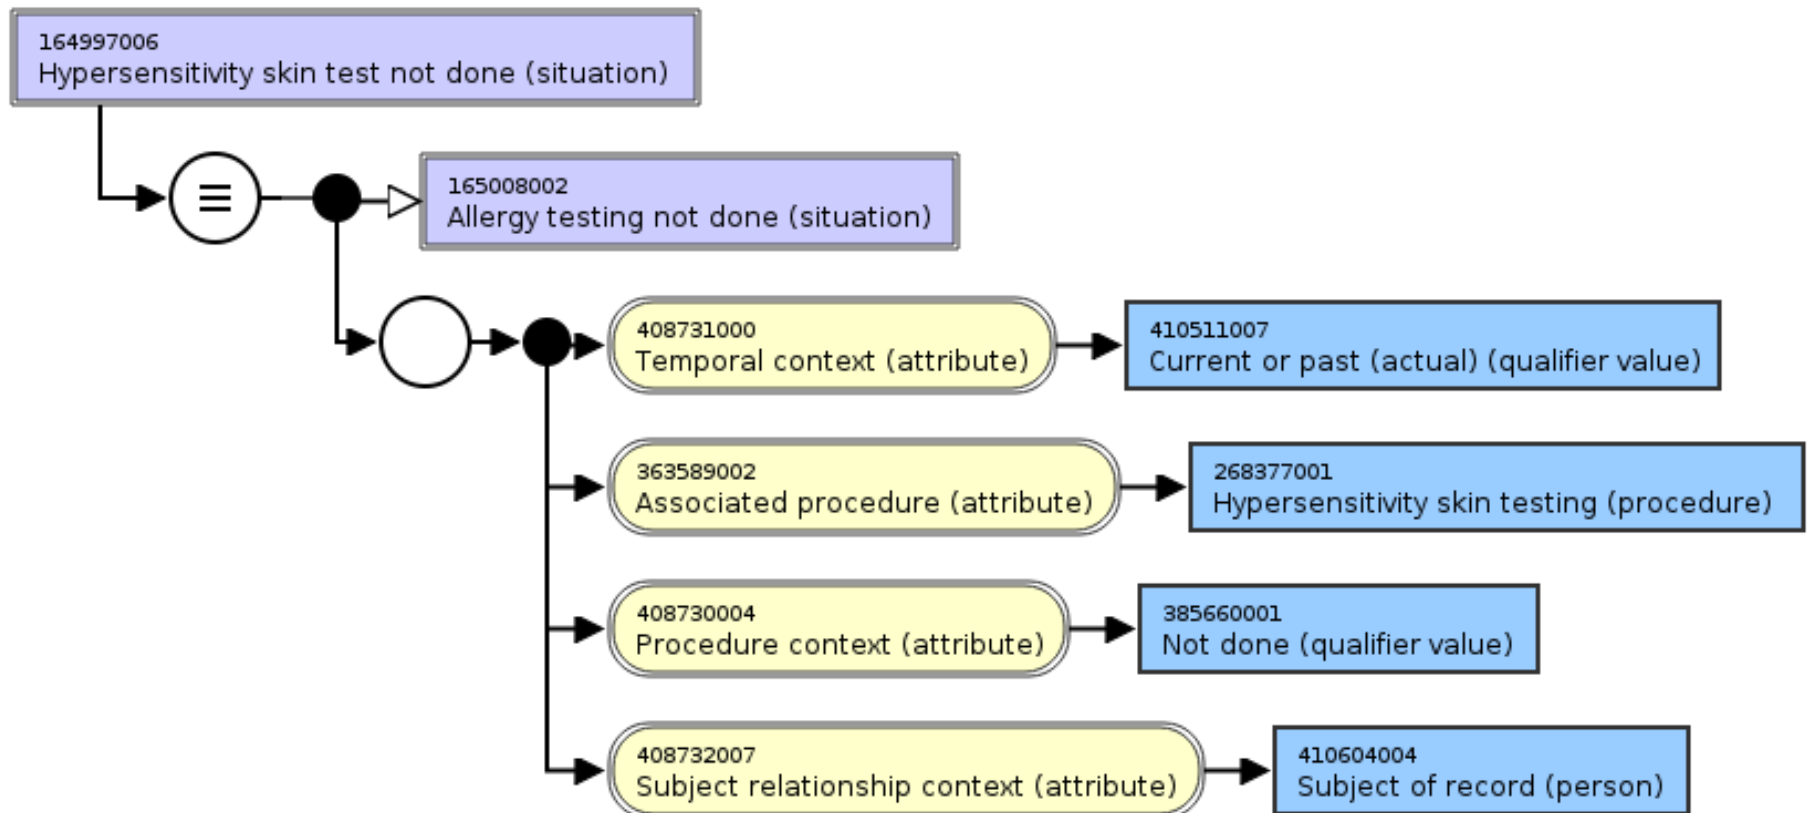 164997006
Hypersensitivity skin test not done (situation)
≡
165008002
Allergy testing not done (situation)
408731000
Temporal context (attribute)
410511007
Current or past (actual) (qualifier value)
363589002
Associated procedure (attribute)
268377001
Hypersensitivity skin testing (procedure)
408730004
Procedure context (attribute)
385660001
Not done (qualifier value)
408732007
Subject relationship context (attribute)
410604004
Subject of record (person)